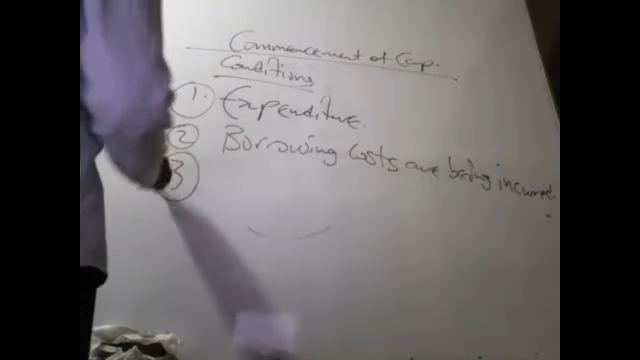 Commencement of Cap.
Conditions
1. Expenditure.
2 Borrowing Costs are being incurred.
3